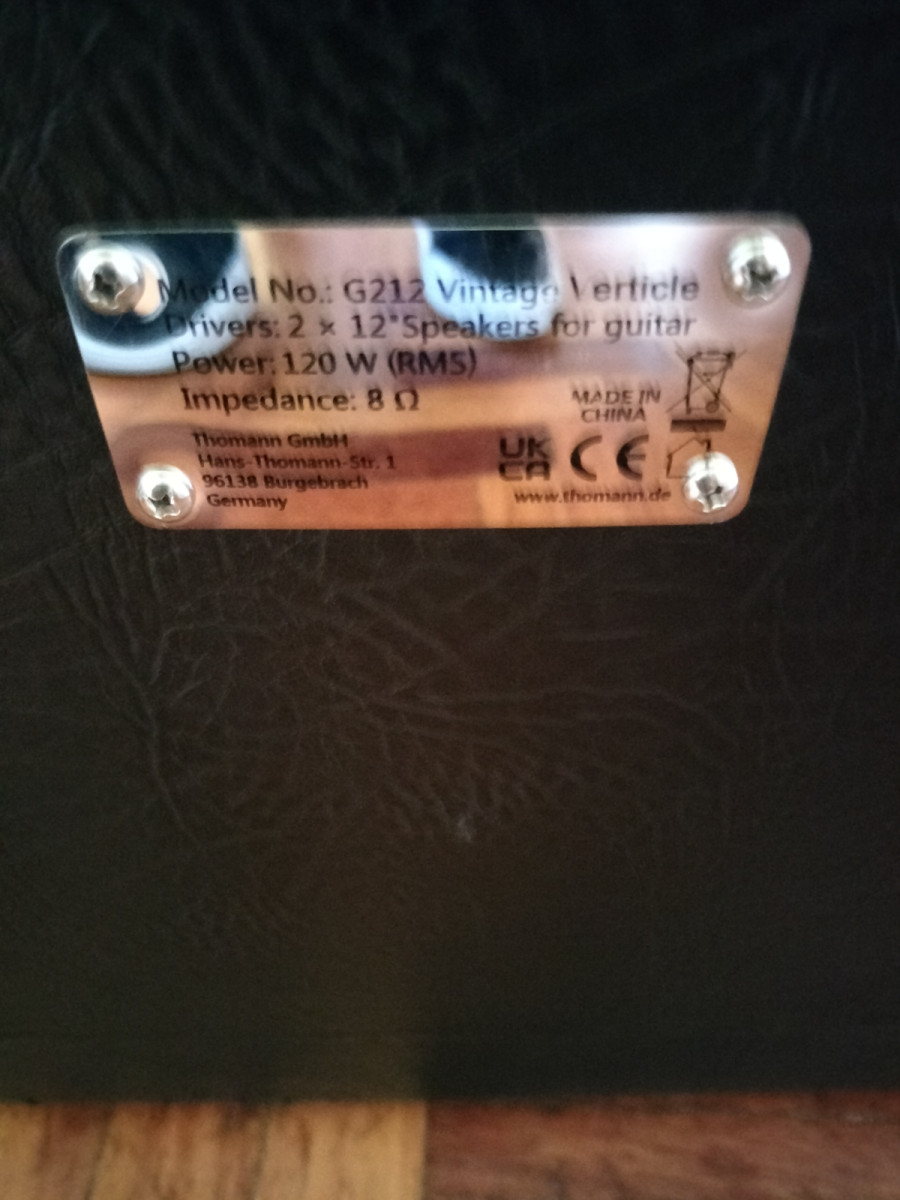 Model No.: G212 Vintage Verticle
Drivers: 2 × 12"Speakers for guitar
Power: 120 W (RMS)
Impedance: 8 Ω
MADE IN
CHINA
Thomann GmbH
Hans-Thomann-Str. 1
96138 Burgebrach
Germany
UK
CA
CE
www.thomann.de